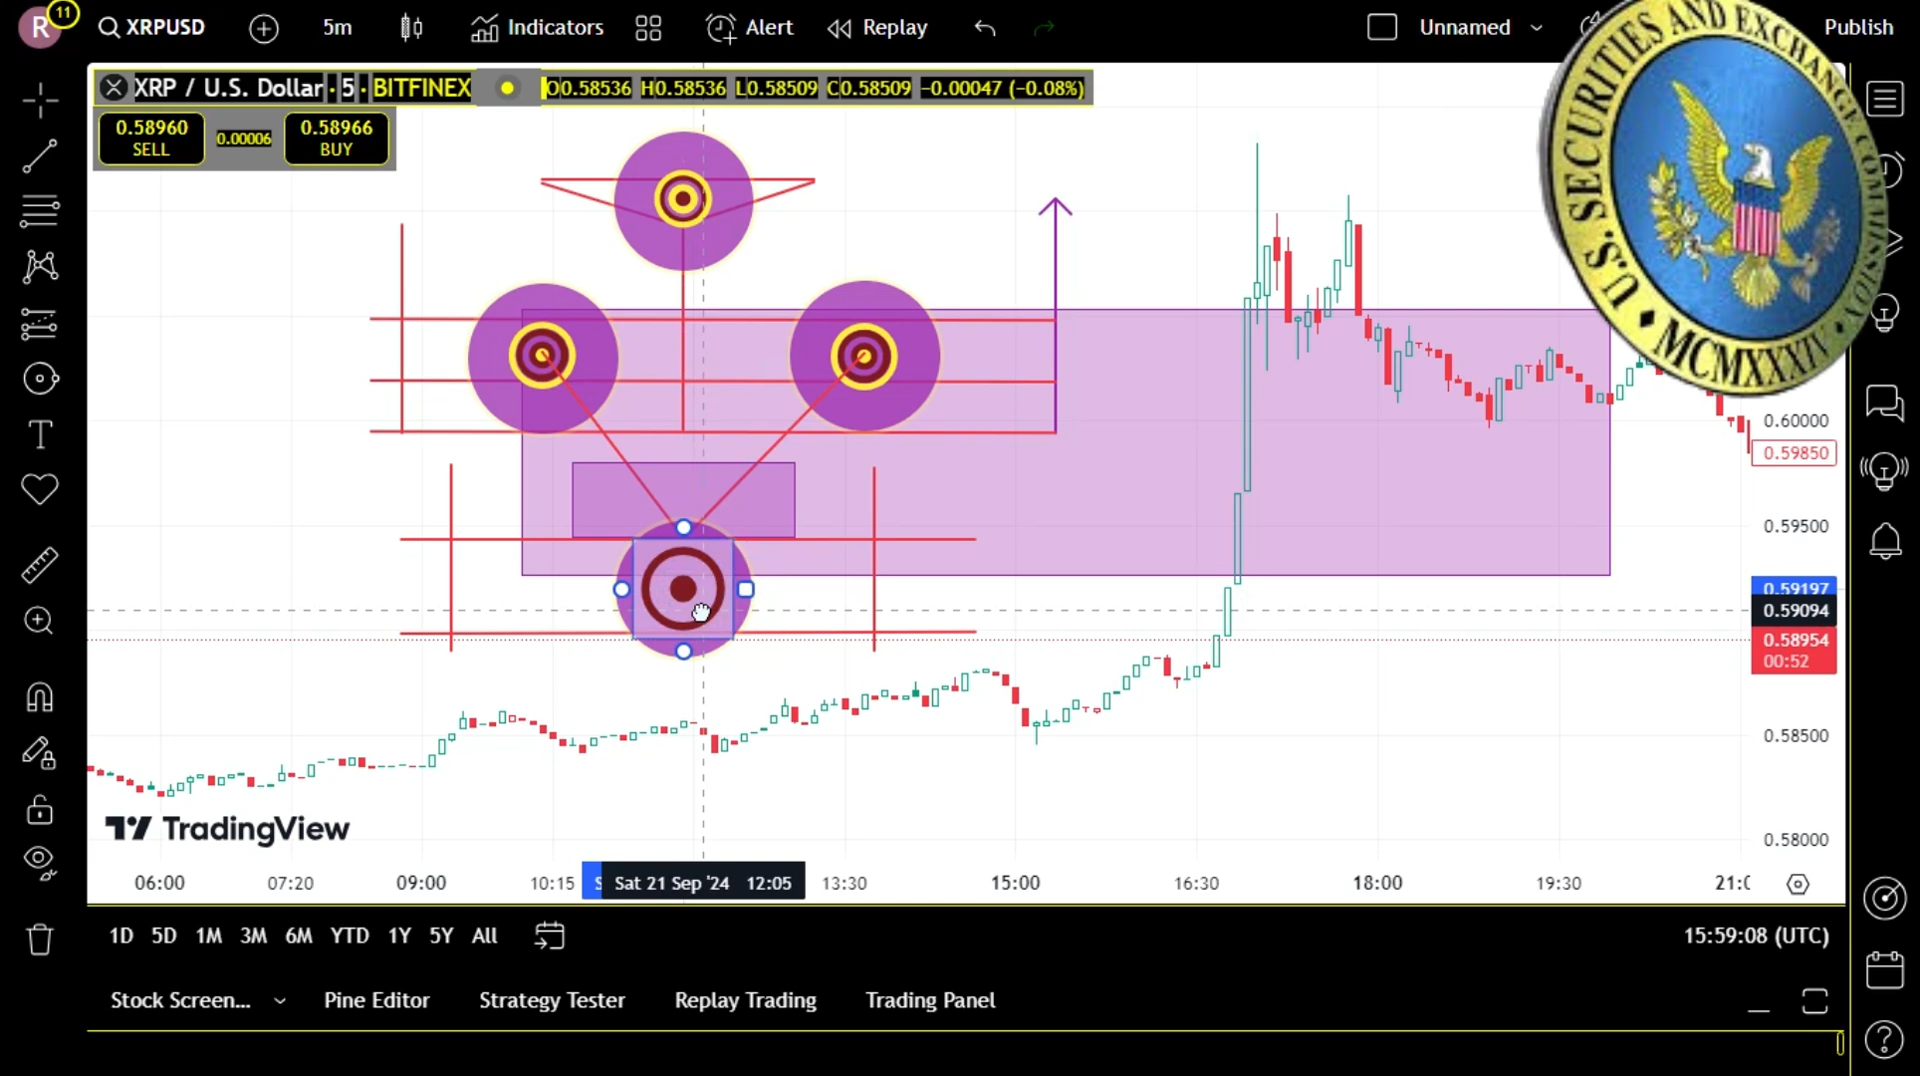 R 11 XRPUSD 5m Indicators Alert Replay Unnamed Publish
XRP / U.S. Dollar · 5 · BITFINEX O0.58536 H0.58536 L0.58509 C0.58509 −0.00047 (−0.08%)
0.58960 SELL
0.00006
0.58966 BUY
U.S. SECURITIES AND EXCHANGE COMMISSION
MCMXXXIV
0.60000
0.59850
0.59500
0.59197
0.59094
0.58954
00:52
0.58500
0.58000
TradingView
06:00 07:20 09:00 10:15 S Sat 21 Sep '24 12:05 13:30 15:00 16:30 18:00 19:30
1D 5D 1M 3M 6M YTD 1Y 5Y All 15:59:08 (UTC)
Stock Screen... Pine Editor Strategy Tester Replay Trading Trading Panel